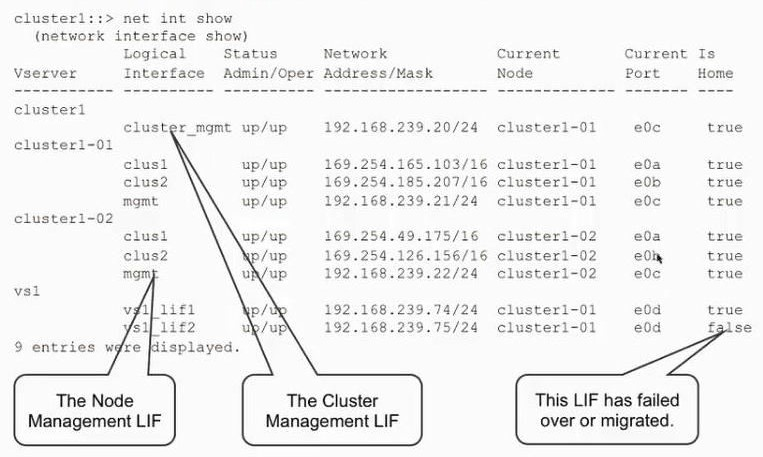 cluster1::> net int show
(network interface show)
Logical Status Network Current Current Is
Vserver Interface Admin/Oper Address/Mask Node Port Home
----------- ---------- ---------- ------------------ ------------- ------- ----
cluster1
cluster_mgmt up/up 192.168.239.20/24 cluster1-01 e0c true
cluster1-01
clus1 up/up 169.254.165.103/16 cluster1-01 e0a true
clus2 up/up 169.254.185.207/16 cluster1-01 e0b true
mgmt up/up 192.168.239.21/24 cluster1-01 e0c true
cluster1-02
clus1 up/up 169.254.49.175/16 cluster1-02 e0a true
clus2 up/up 169.254.126.156/16 cluster1-02 e0b true
mgmt up/up 192.168.239.22/24 cluster1-02 e0c true
vs1
vs1_lif1 up/up 192.168.239.74/24 cluster1-01 e0d true
vs1_lif2 up/up 192.168.239.75/24 cluster1-01 e0d false
9 entries were displayed.
The Node
Management LIF
The Cluster
Management LIF
This LIF has failed
over or migrated.